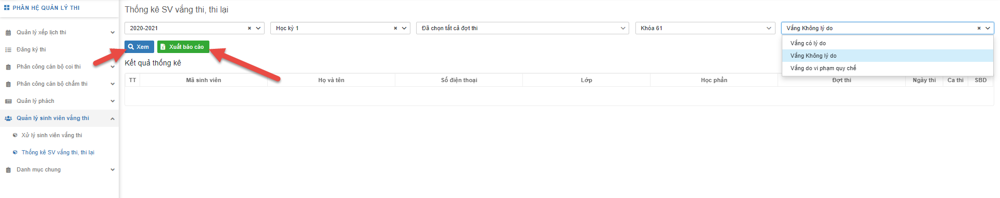 PHÂN HỆ QUẢN LÝ THI
Quản lý xếp lịch thi
Đăng ký thi
Phân công cán bộ coi thi
Phân công cán bộ chấm thi
Quản lý phách
Quản lý sinh viên vắng thi
Xử lý sinh viên vắng thi
Thống kê SV vắng thi, thi lại
Danh mục chung
Thống kê SV vắng thi, thi lại
2020-2021
Học kỳ 1
Đã chọn tất cả đợt thi
Khóa 61
Vắng Không lý do
Vắng có lý do
Vắng Không lý do
Vắng do vi phạm quy chế
Xem
Xuất báo cáo
Kết quả thống kê
TT Mã sinh viên Họ và tên Số điện thoại Lớp Học phần Đợt thi Ngày thi Ca thi SBD